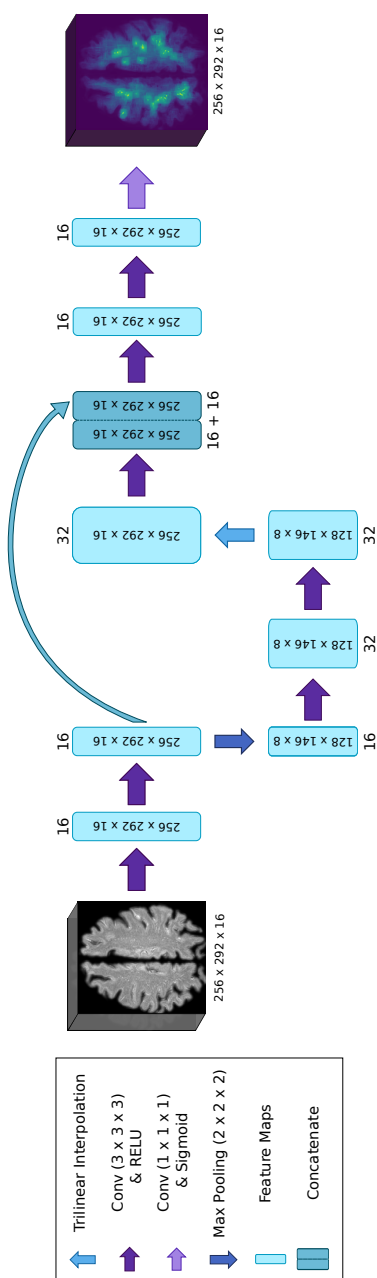 Trilinear Interpolation
Conv (3 x 3 x 3)
& RELU
Conv (1 x 1 x 1)
& Sigmoid
Max Pooling (2 x 2 x 2)
Feature Maps
Concatenate
256 x 292 x 16
16
256 x 292 x 16
16
256 x 292 x 16
128 x 146 x 8
16
128 x 146 x 8
32
128 x 146 x 8
32
32
256 x 292 x 16
256 x 292 x 16
256 x 292 x 16
16 + 16
16
256 x 292 x 16
16
256 x 292 x 16
256 x 292 x 16